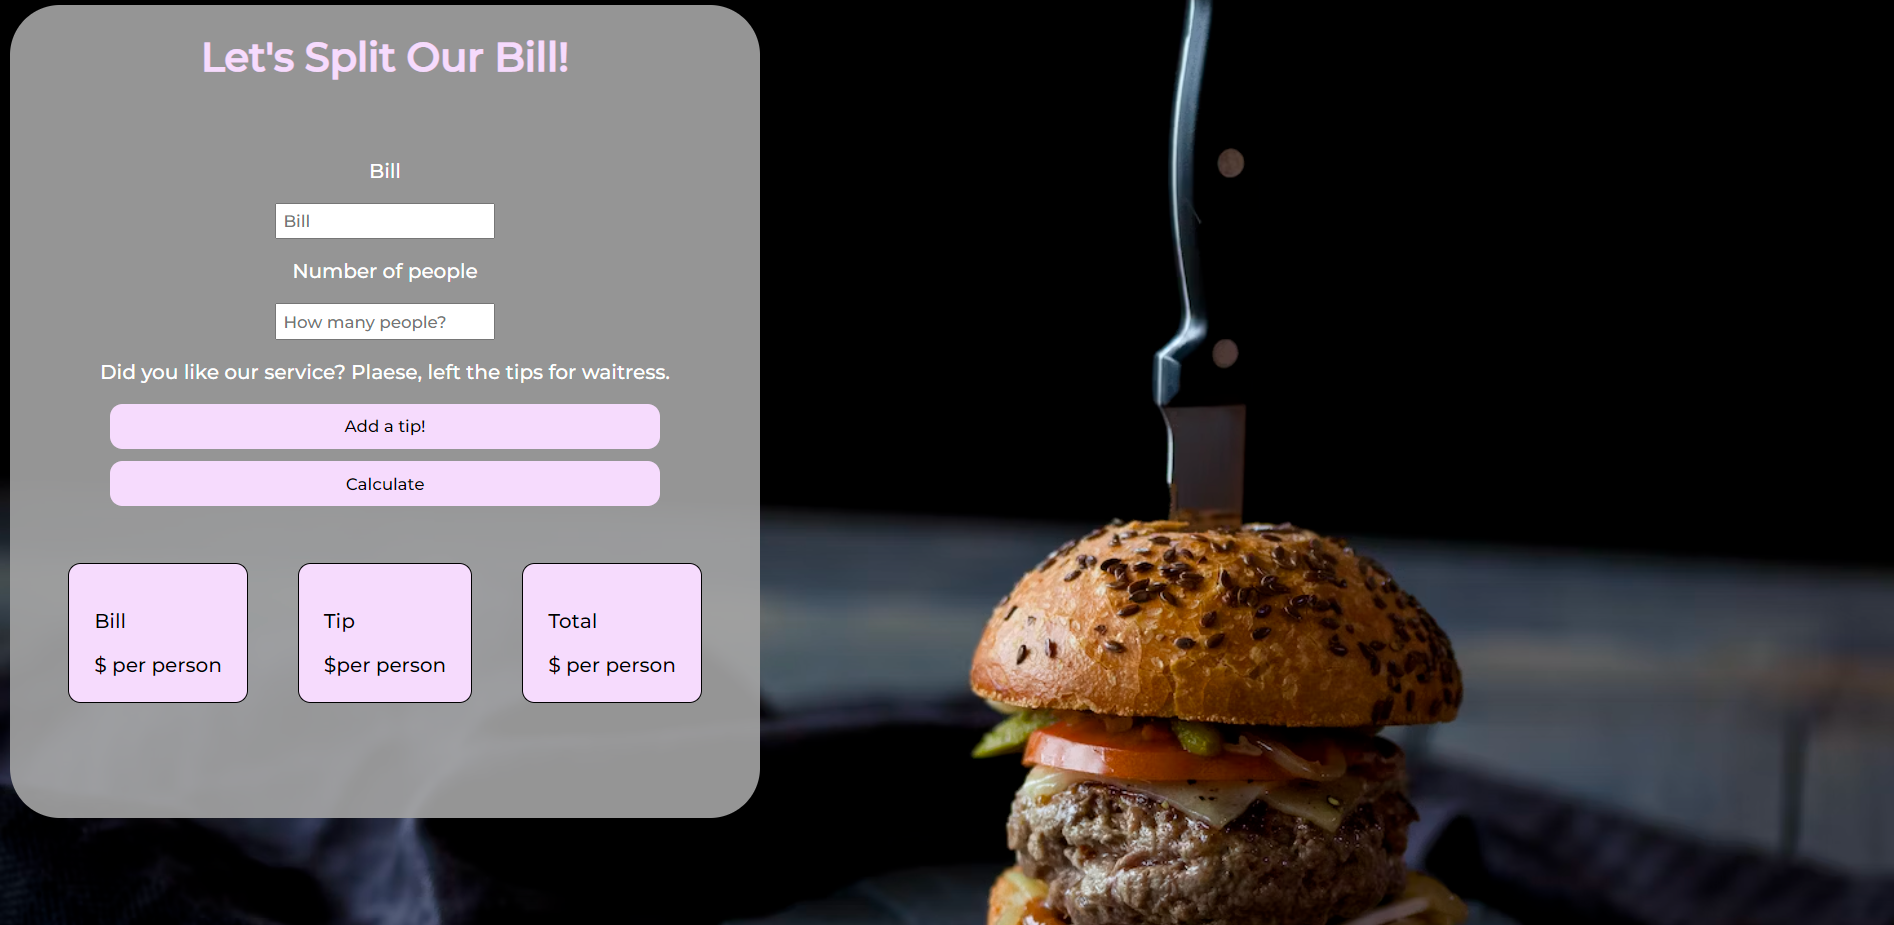 Let's Split Our Bill!
Bill
Bill
Number of people
How many people?
Did you like our service? Plaese, left the tips for waitress.
Add a tip!
Calculate
Bill
$ per person
Tip
$per person
Total
$ per person